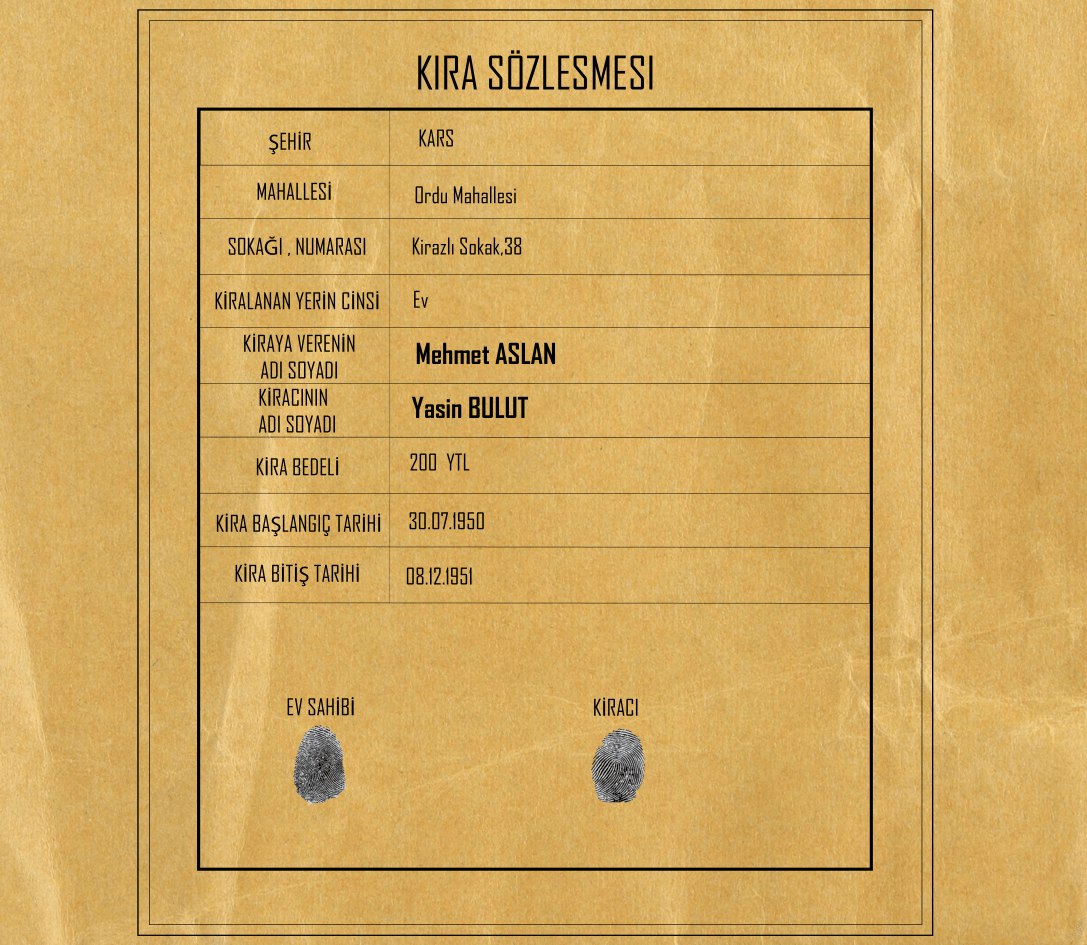 KIRA SÖZLESMESI
ŞEHİR KARS
MAHALLESİ Ordu Mahallesi
SOKAĞI , NUMARASI Kirazlı Sokak,38
KİRALANAN YERİN CİNSİ Ev
KİRAYA VERENİN
ADI SOYADI Mehmet ASLAN
KİRACININ
ADI SOYADI Yasin BULUT
KİRA BEDELİ 200 YTL
KİRA BAŞLANGIÇ TARİHİ 30.07.1950
KİRA BİTİŞ TARİHİ 08.12.1951
EV SAHİBİ KİRACI